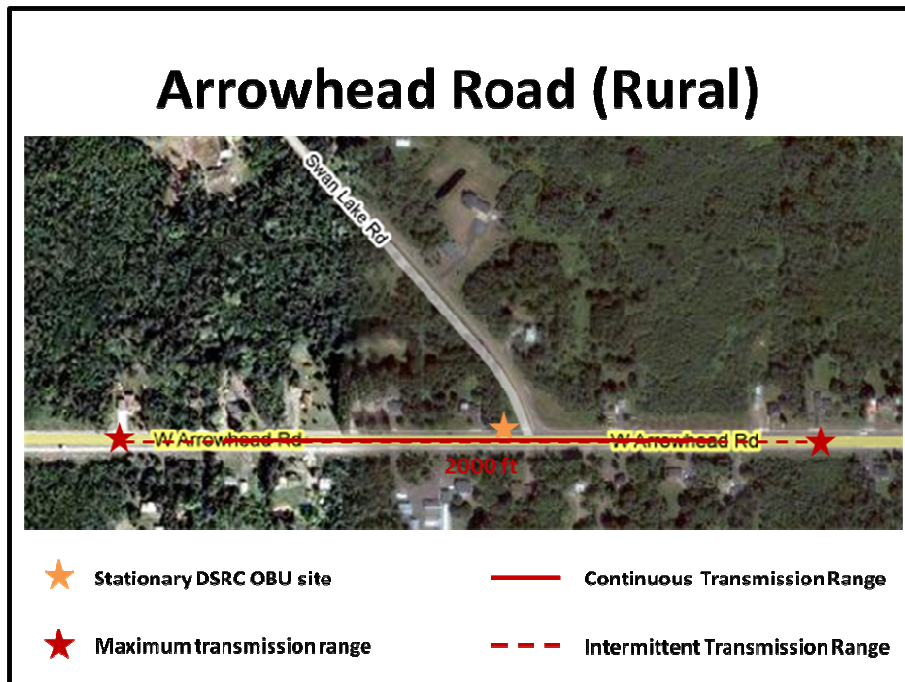 Arrowhead Road (Rural)
Swan Lake Rd
W Arrowhead Rd
W Arrowhead Rd
2000 ft
Stationary DSRC OBU site
Continuous Transmission Range
Maximum transmission range
Intermittent Transmission Range